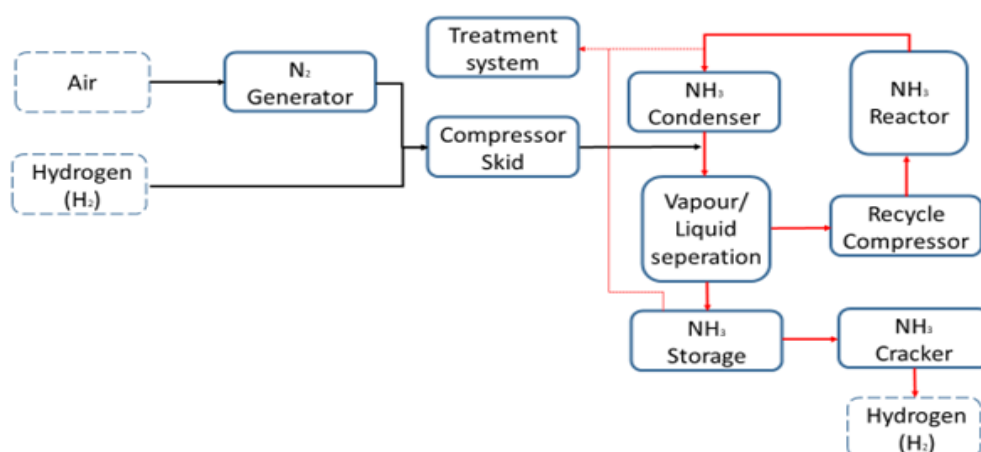 Treatment
system
Air
N₂
Generator
NH₃
Condenser
NH₃
Reactor
Compressor
Skid
Hydrogen
(H₂)
Vapour/
Liquid
seperation
Recycle
Compressor
NH₃
Storage
NH₃
Cracker
Hydrogen
(H₂)